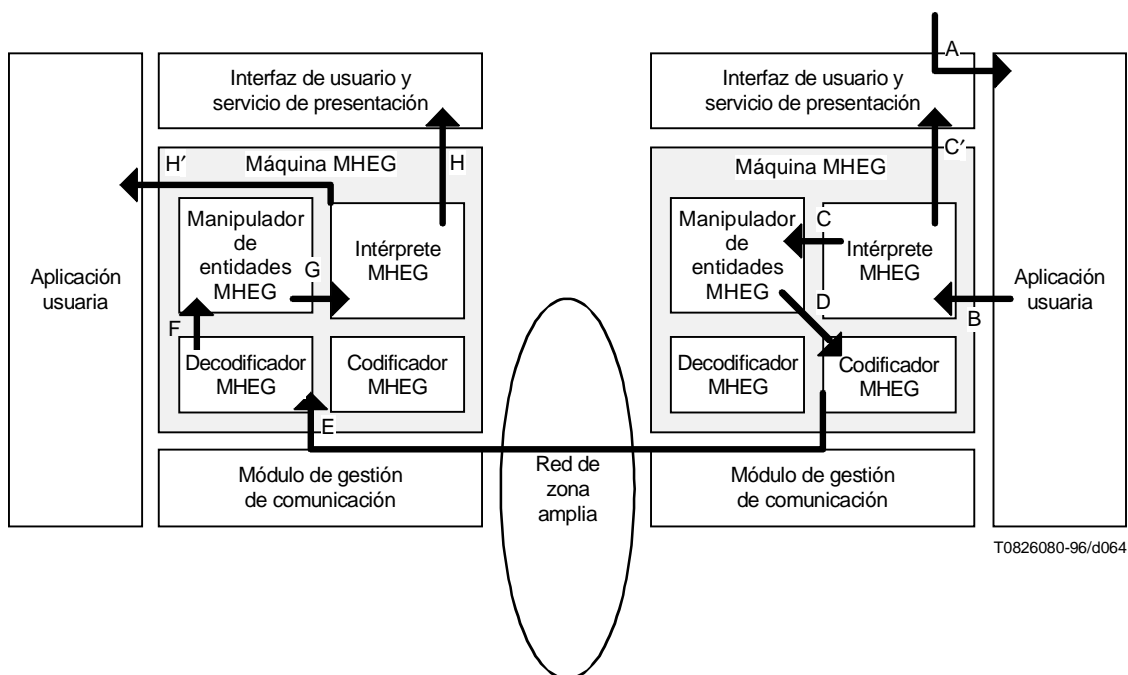 A
Interfaz de usuario y
servicio de presentación
Interfaz de usuario y
servicio de presentación
H′
Máquina MHEG
H
Máquina MHEG
C′
Manipulador
de
entidades
MHEG
G
Intérprete
MHEG
Manipulador
de
entidades
MHEG
C
Intérprete
MHEG
D
B
Aplicación
usuaria
Aplicación
usuaria
F
Decodificador
MHEG
Codificador
MHEG
Decodificador
MHEG
Codificador
MHEG
E
Módulo de gestión
de comunicación
Red de
zona
amplia
Módulo de gestión
de comunicación
T0826080-96/d064